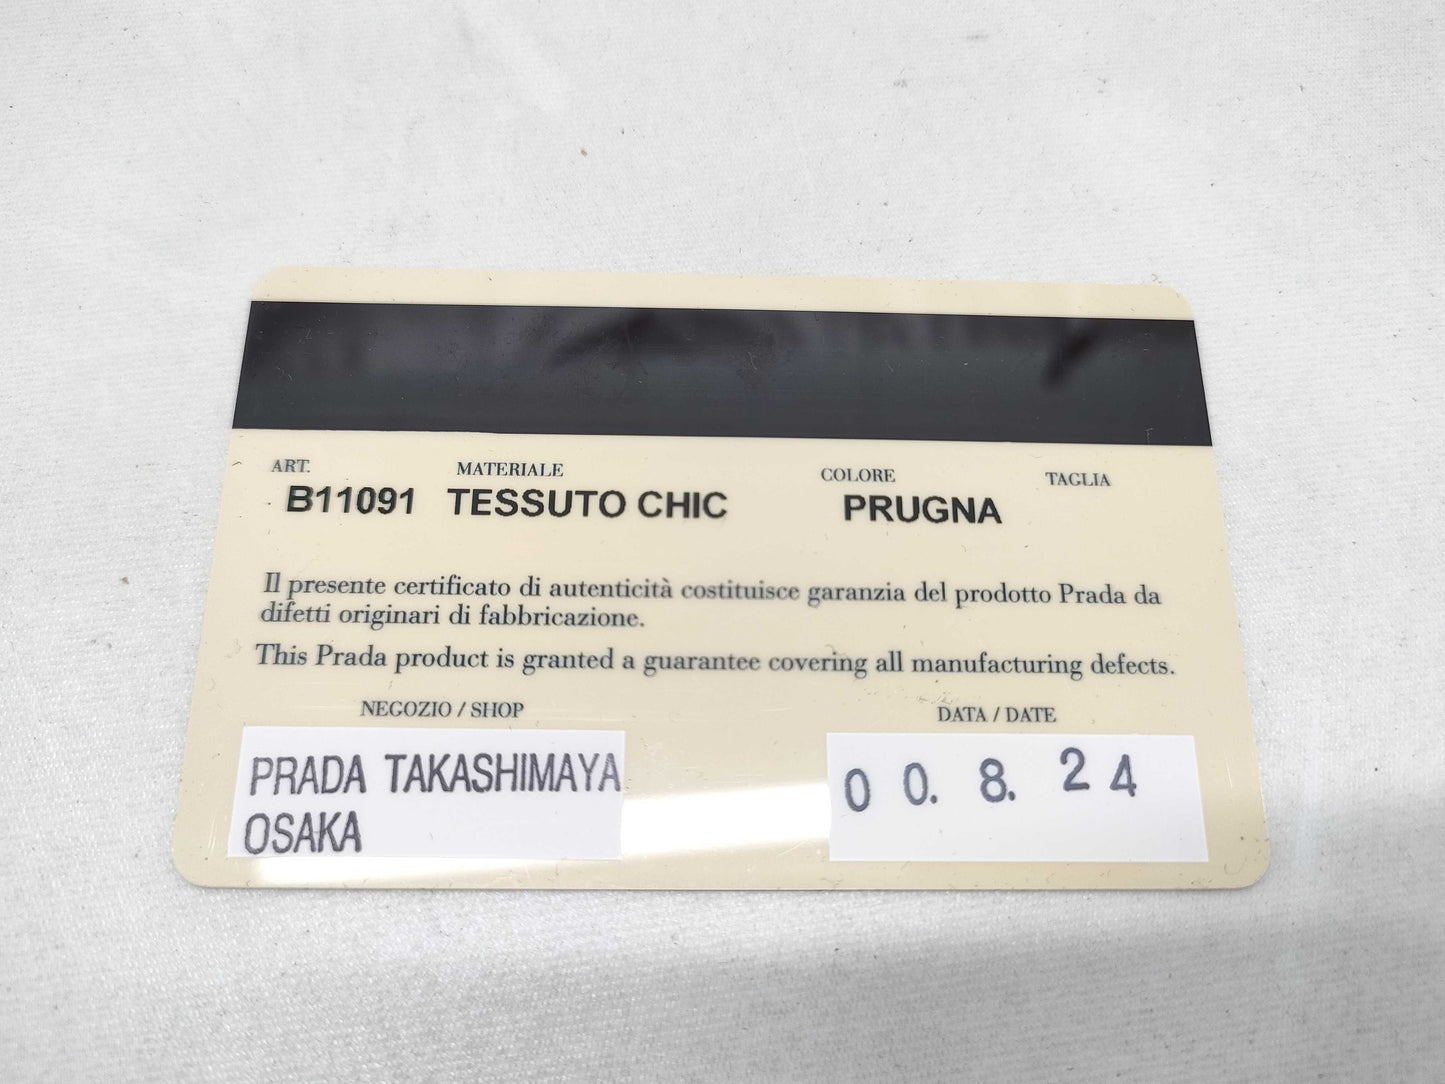 ART. MATERIALE COLORE TAGLIA
B11091 TESSUTO CHIC PRUGNA
Il presente certificato di autenticità costituisce garanzia del prodotto Prada da
difetti originari di fabbricazione.
This Prada product is granted a guarantee covering all manufacturing defects.
NEGOZIO / SHOP DATA / DATE
PRADA TAKASHIMAYA
OSAKA
00. 8. 24